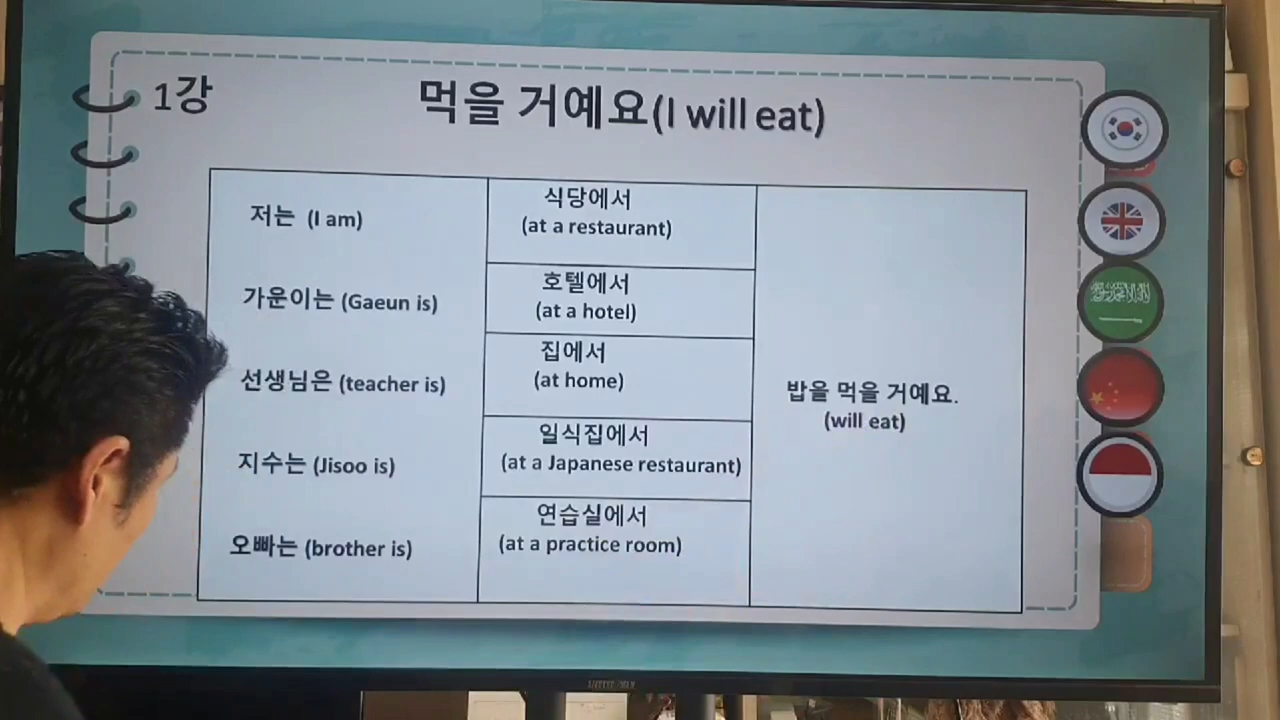 1강
먹을 거예요(I will eat)
저는 (I am)
식당에서
(at a restaurant)
가운이는 (Gaeun is)
호텔에서
(at a hotel)
선생님은 (teacher is)
집에서
(at home)
밥을 먹을 거예요.
(will eat)
지수는 (Jisoo is)
일식집에서
(at a Japanese restaurant)
오빠는 (brother is)
연습실에서
(at a practice room)